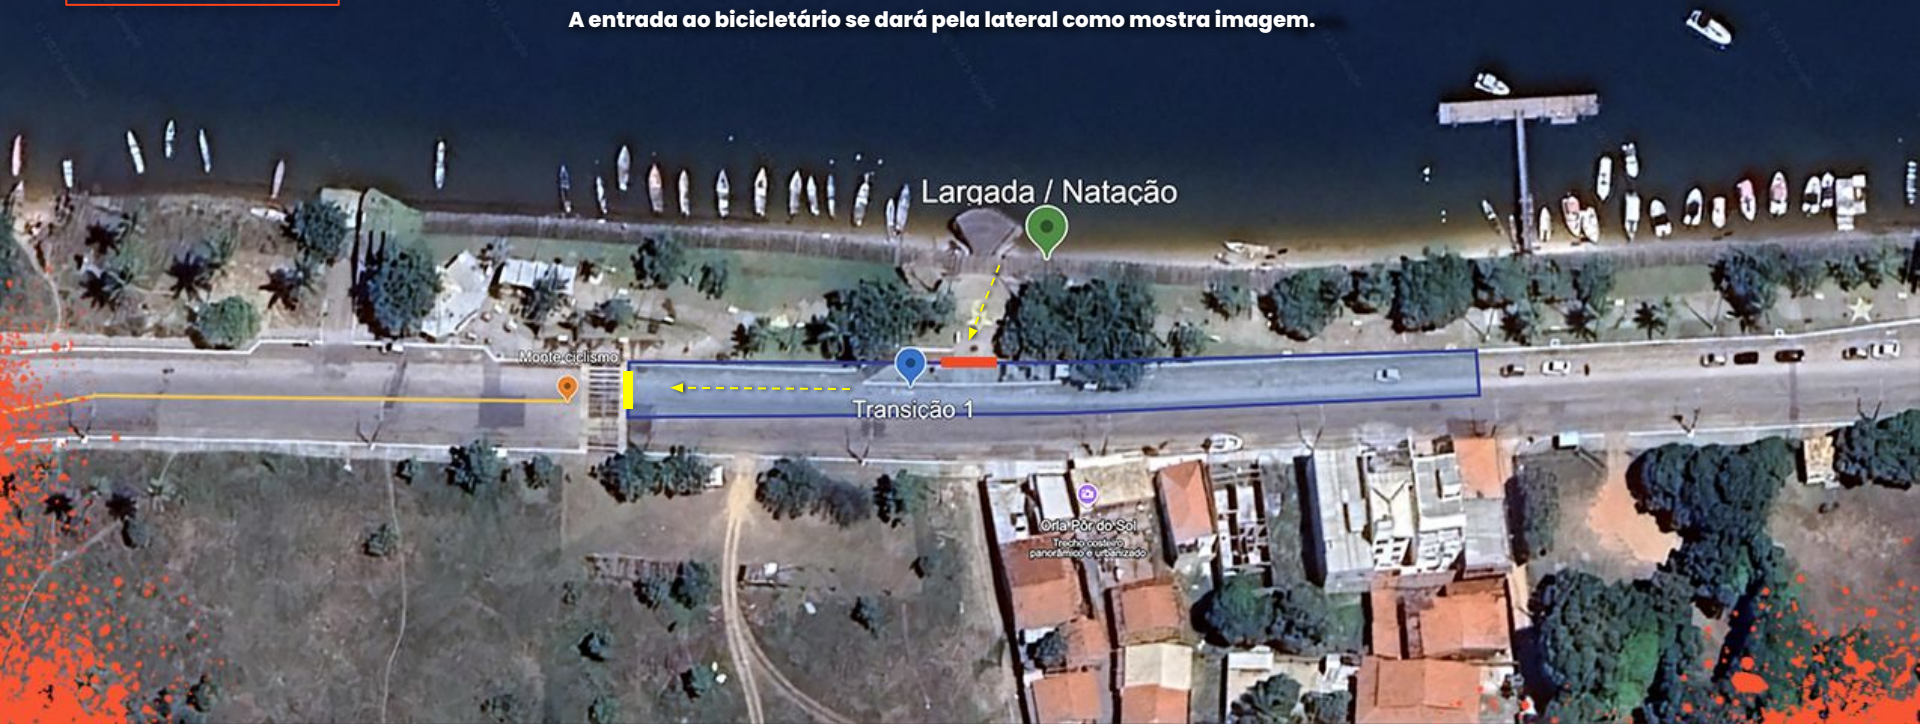 A entrada ao bicicletário se dará pela lateral como mostra imagem.
Largada / Natação
Monte ciclismo
Transição 1
Orla Pôr do Sol
Trecho costeiro
panorâmico e urbanizado